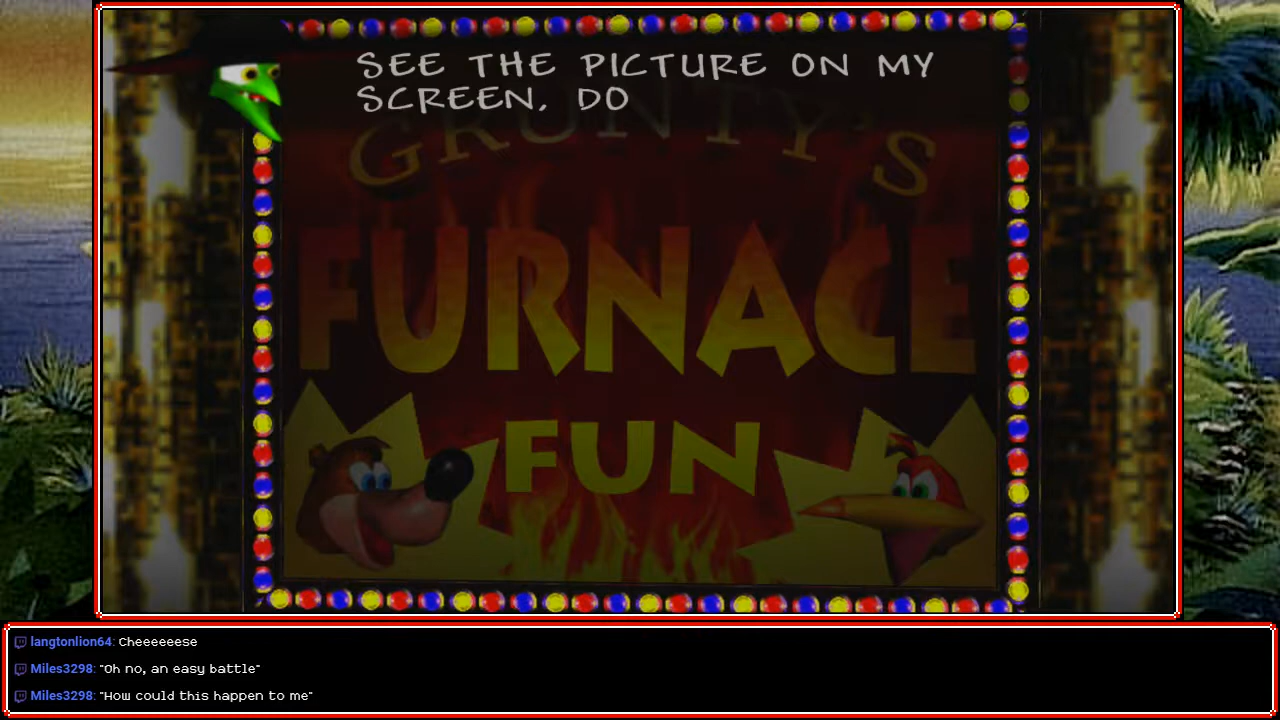 SEE THE PICTURE ON MY
SCREEN, DO
GRUNTY'S
FURNACE
FUN
langtonlion64: Cheeeeeese
Miles3298: "Oh no, an easy battle"
Miles3298: "How could this happen to me"